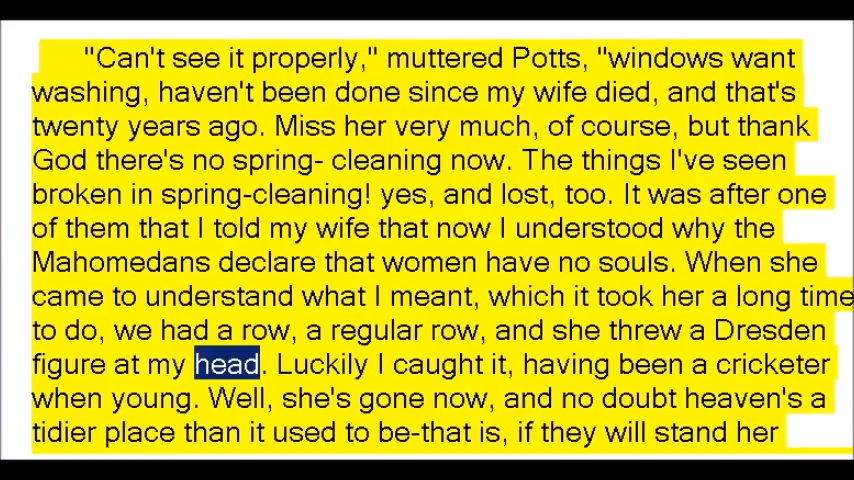 "Can't see it properly," muttered Potts, "windows want
washing, haven't been done since my wife died, and that's
twenty years ago. Miss her very much, of course, but thank
God there's no spring- cleaning now. The things I've seen
broken in spring-cleaning! yes, and lost, too. It was after one
of them that I told my wife that now I understood why the
Mahomedans declare that women have no souls. When she
came to understand what I meant, which it took her a long time
to do, we had a row, a regular row, and she threw a Dresden
figure at my head. Luckily I caught it, having been a cricketer
when young. Well, she's gone now, and no doubt heaven's a
tidier place than it used to be-that is, if they will stand her